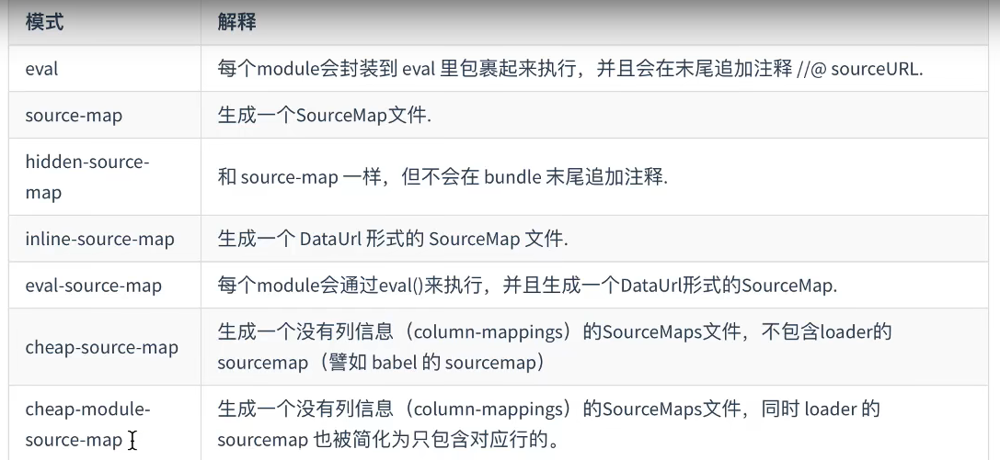 模式 解释
eval 每个module会封装到 eval 里包裹起来执行，并且会在末尾追加注释 //@ sourceURL.
source-map 生成一个SourceMap文件.
hidden-source-
map
和 source-map 一样，但不会在 bundle 末尾追加注释.
inline-source-map 生成一个 DataUrl 形式的 SourceMap 文件.
eval-source-map 每个module会通过eval()来执行，并且生成一个DataUrl形式的SourceMap.
cheap-source-map
生成一个没有列信息（column-mappings）的SourceMaps文件，不包含loader的
sourcemap（譬如 babel 的 sourcemap）
cheap-module-
source-map
生成一个没有列信息（column-mappings）的SourceMaps文件，同时 loader 的
sourcemap 也被简化为只包含对应行的。